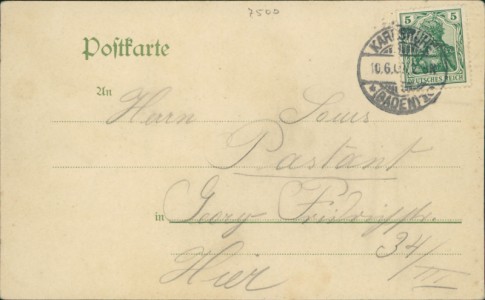 7500
Postkarte
5 5
DEUTSCHES REICH
KARLSRUHE
10.6.0
*(BADEN)
An
Herrn Louis
Pastant
in Georg Friedrichstr.
34/III
Hier